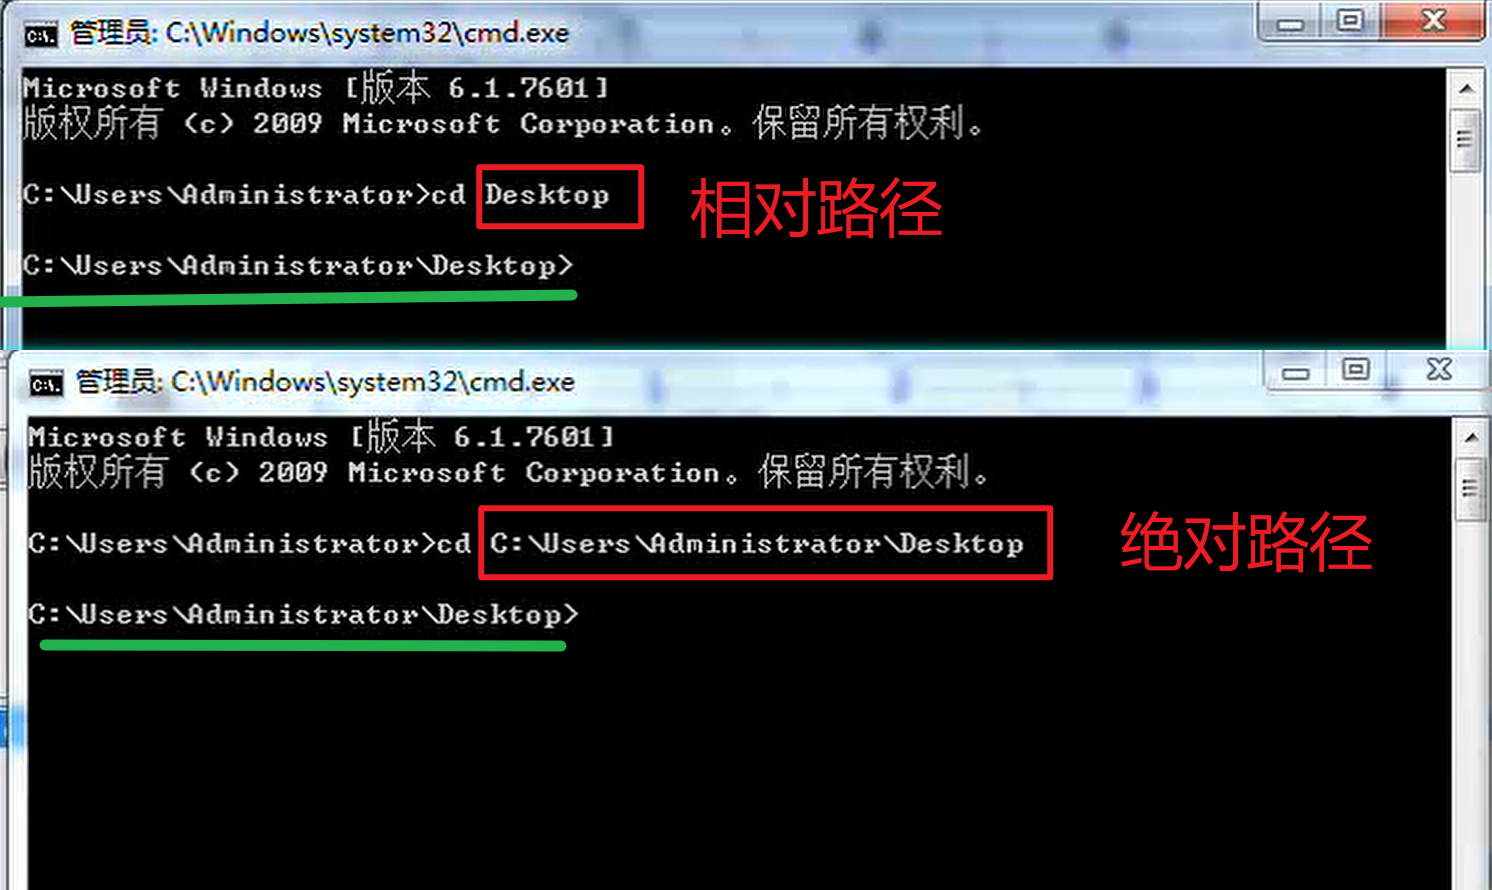 管理员: C:\Windows\system32\cmd.exe
Microsoft Windows [版本 6.1.7601]
版权所有 (c) 2009 Microsoft Corporation。保留所有权利。
C:\Users\Administrator>cd Desktop
相对路径
C:\Users\Administrator\Desktop>
管理员: C:\Windows\system32\cmd.exe
Microsoft Windows [版本 6.1.7601]
版权所有 (c) 2009 Microsoft Corporation。保留所有权利。
C:\Users\Administrator>cd C:\Users\Administrator\Desktop
绝对路径
C:\Users\Administrator\Desktop>